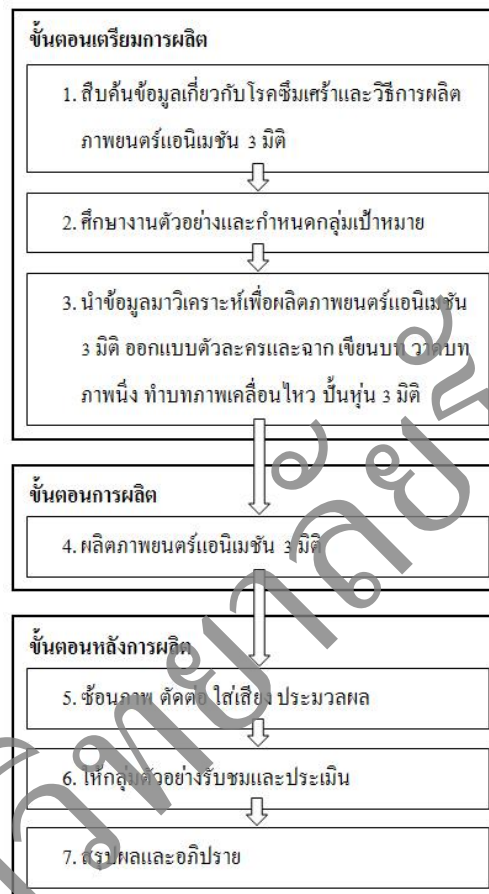 ขั้นตอนเตรียมการผลิต
1. สืบค้นข้อมูลเกี่ยวกับโรคซึมเศร้าและวิธีการผลิต
ภาพยนตร์แอนิเมชัน 3 มิติ
2. ศึกษางานตัวอย่างและกำหนดกลุ่มเป้าหมาย
3. นำข้อมูลมาวิเคราะห์เพื่อผลิตภาพยนตร์แอนิเมชัน
3 มิติ ออกแบบตัวละครและฉาก เขียนบท วาดบท
ภาพนิ่ง ทำบทภาพเคลื่อนไหว ปั้นหุ่น 3 มิติ
ขั้นตอนการผลิต
4. ผลิตภาพยนตร์แอนิเมชัน 3 มิติ
ขั้นตอนหลังการผลิต
5. ซ้อนภาพ ตัดต่อ ใส่เสียง ประมวลผล
6. ให้กลุ่มตัวอย่างรับชมและประเมิน
7. สรุปผลและอภิปราย